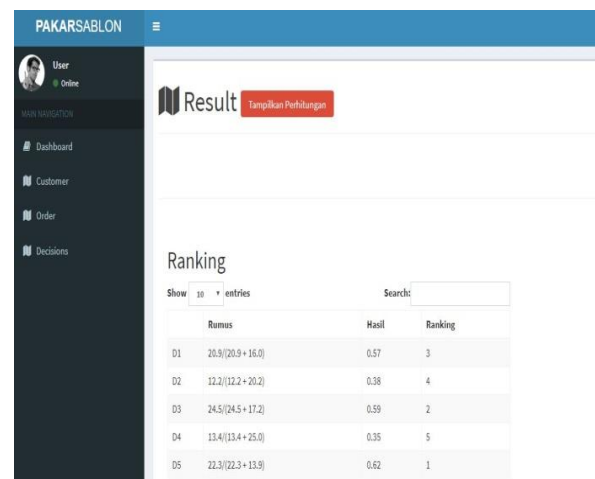 PAKARSABLON
User
Online
MAIN NAVIGATION
Dashboard
Customer
Order
Decisions
Result Tampilkan Perhitungan
Ranking
Show 10 entries Search:
Rumus Hasil Ranking
D1 20.9/(20.9 + 16.0) 0.57 3
D2 12.2/(12.2 + 20.2) 0.38 4
D3 24.5/(24.5 + 17.2) 0.59 2
D4 13.4/(13.4 + 25.0) 0.35 5
D5 22.3/(22.3 + 13.9) 0.62 1